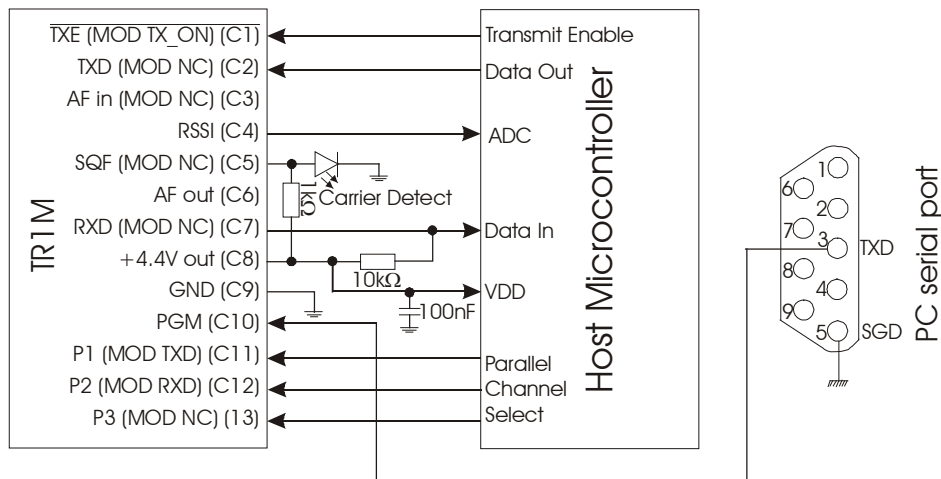 TXE (MOD TX_ON) (C1)
TXD (MOD NC) (C2)
AF in (MOD NC) (C3)
RSSI (C4)
SQF (MOD NC) (C5)
AF out (C6)
RXD (MOD NC) (C7)
+4.4V out (C8)
GND (C9)
PGM (C10)
P1 (MOD TXD) (C11)
P2 (MOD RXD) (C12)
P3 (MOD NC) (13)
TR1M
1kΩ
Carrier Detect
10kΩ
100nF
Transmit Enable
Data Out
ADC
Data In
VDD
Parallel
Channel
Select
Host Microcontroller
1
6
2
7
3
TXD
8
4
9
5
SGD
PC serial port